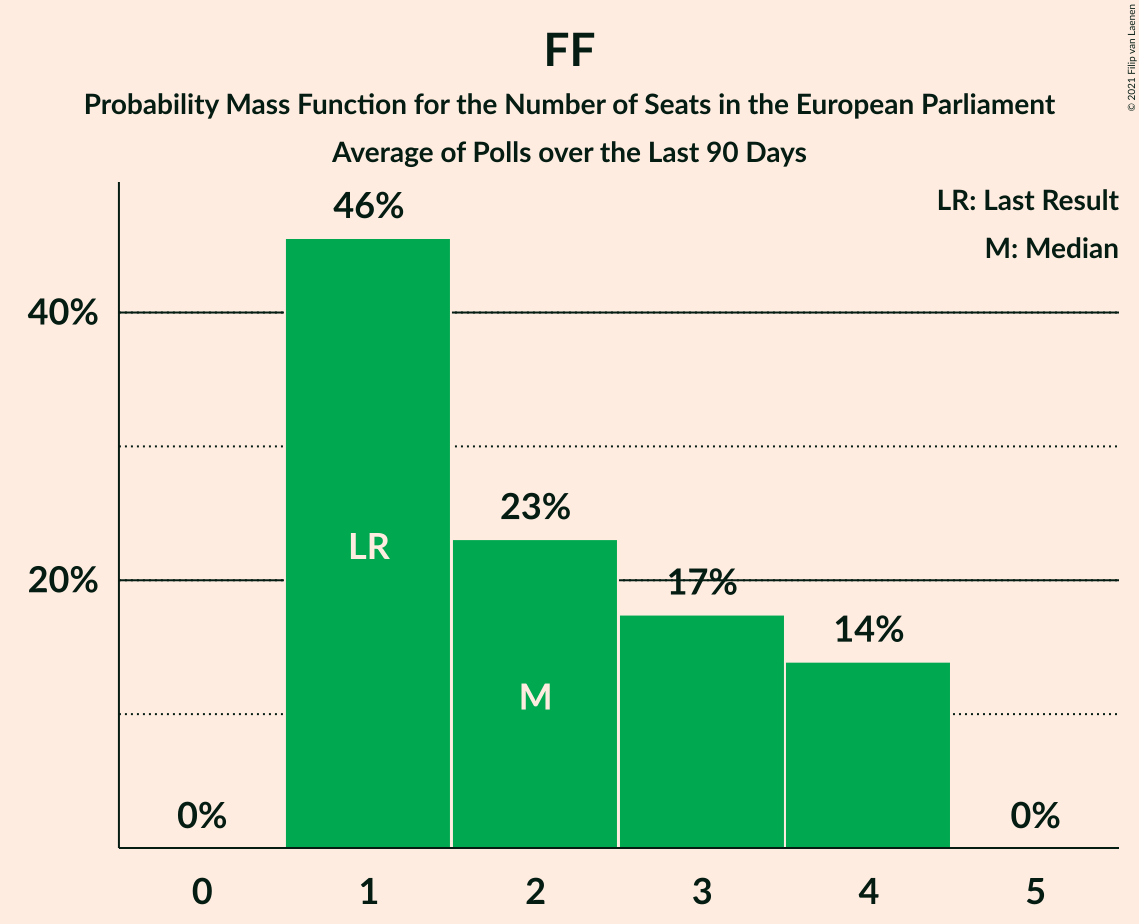 FF
Probability Mass Function for the Number of Seats in the European Parliament
Average of Polls over the Last 90 Days
© 2021 Filip van Laenen
LR: Last Result
M: Median
46%
40%
23%
LR
20%
17%
14%
M
0%
0%
0 1 2 3 4 5